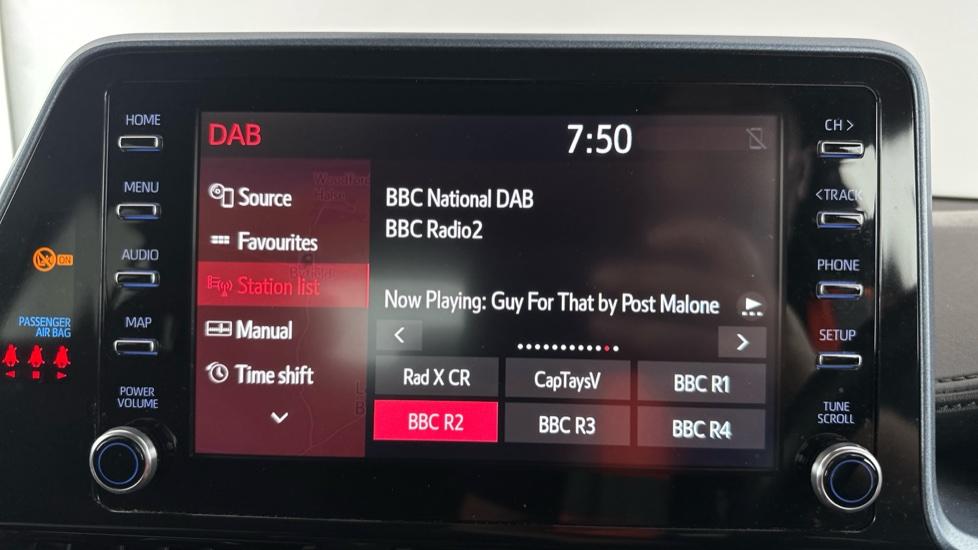 HOME
MENU
AUDIO
MAP
POWER
VOLUME
ON
PASSENGER
AIR BAG
DAB
7:50
Source
Favourites
Station list
Manual
Time shift
BBC National DAB
BBC Radio2
Now Playing: Guy For That by Post Malone
Rad X CR
CapTaysV
BBC R1
BBC R2
BBC R3
BBC R4
CH >
<TRACK
PHONE
SETUP
TUNE
SCROLL